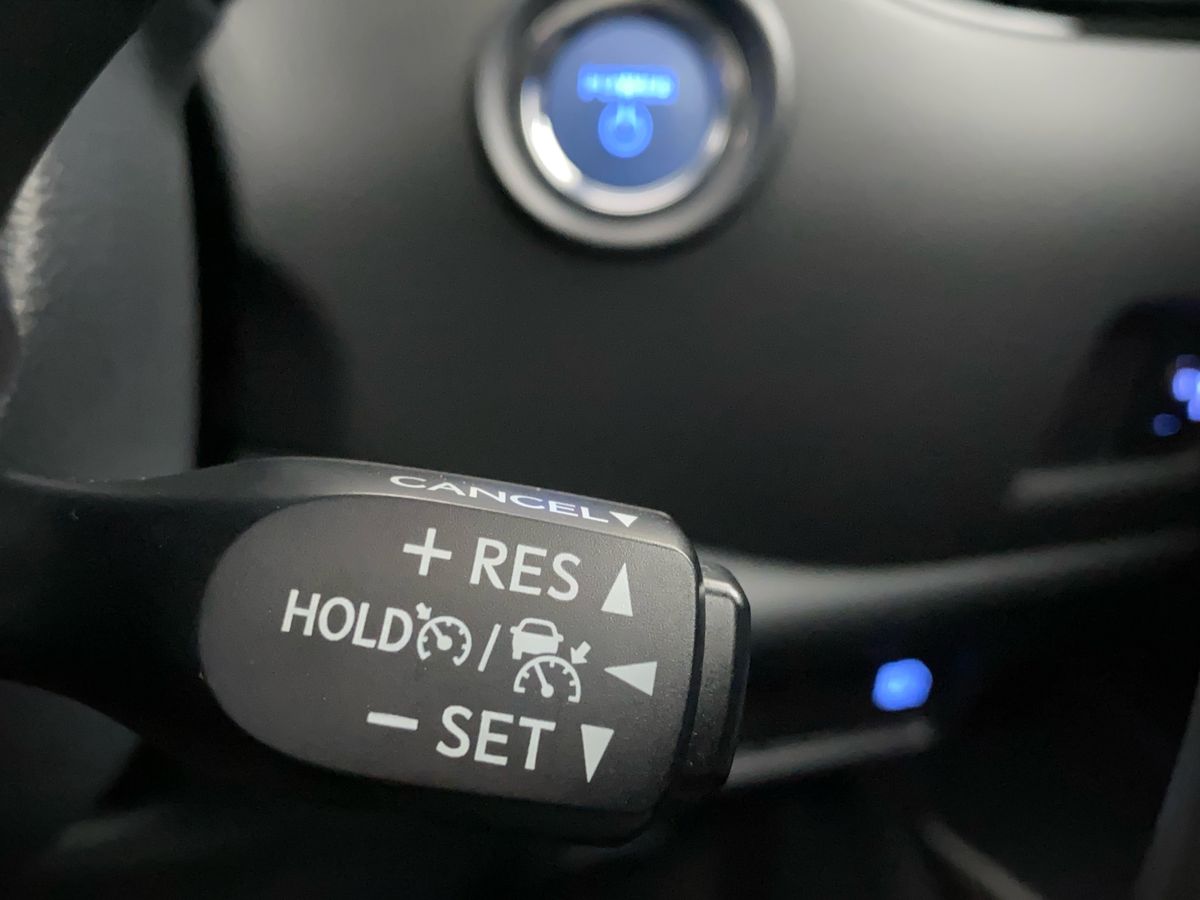 CANCEL▼
+ RES ▲
HOLD / ◀
− SET ▼